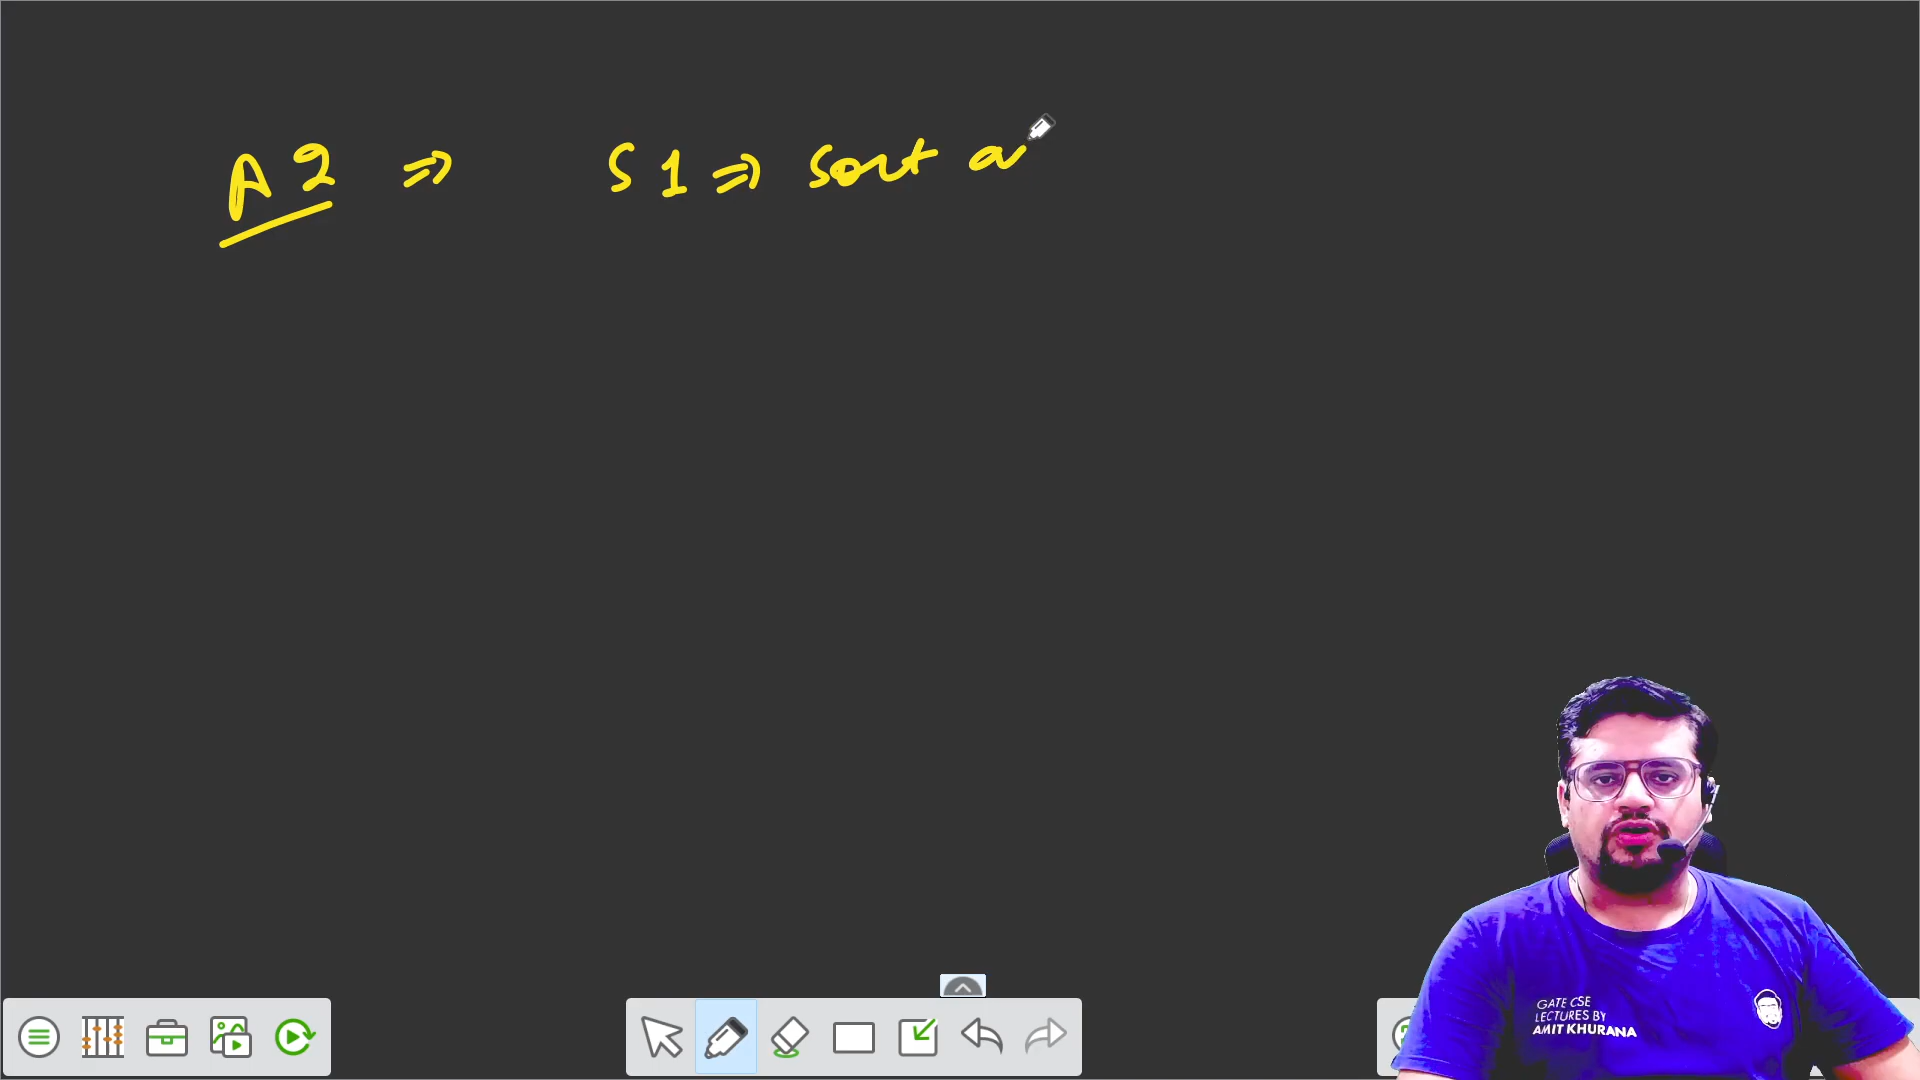 A2 ⇒ S1 ⇒ Sort a
GATE CSE
LECTURES BY
AMIT KHURANA